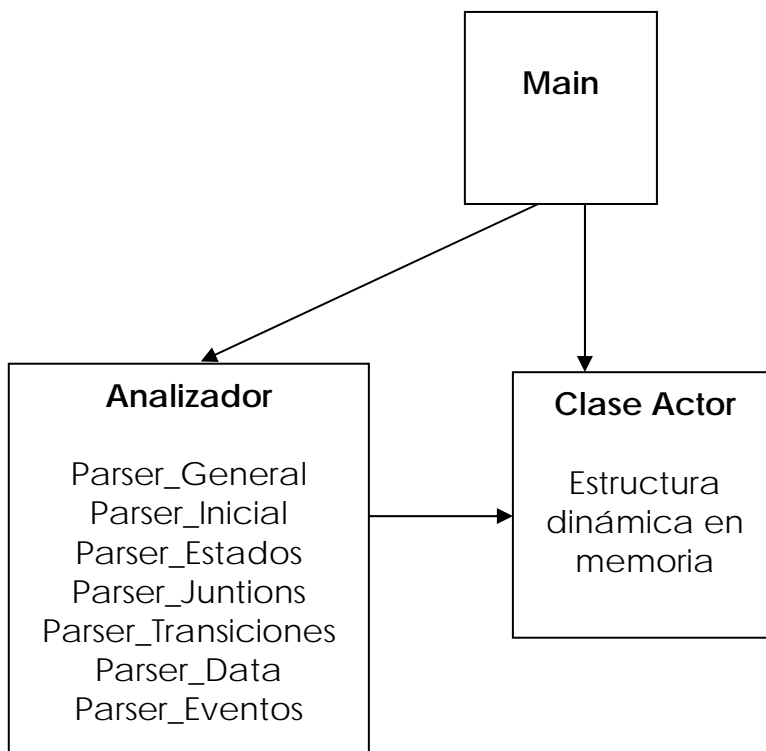 Main
Analizador
Parser_General
Parser_Inicial
Parser_Estados
Parser_Juntions
Parser_Transiciones
Parser_Data
Parser_Eventos
Clase Actor
Estructura
dinámica en
memoria